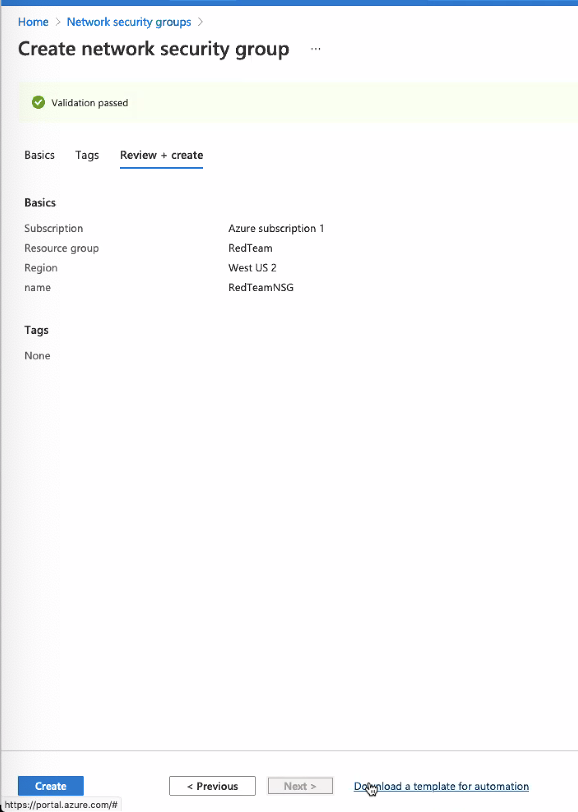 Home > Network security groups >
Create network security group ...
Validation passed
Basics Tags Review + create
Basics
Subscription Azure subscription 1
Resource group RedTeam
Region West US 2
name RedTeamNSG
Tags
None
Create < Previous Next > Download a template for automation
https://portal.azure.com/#